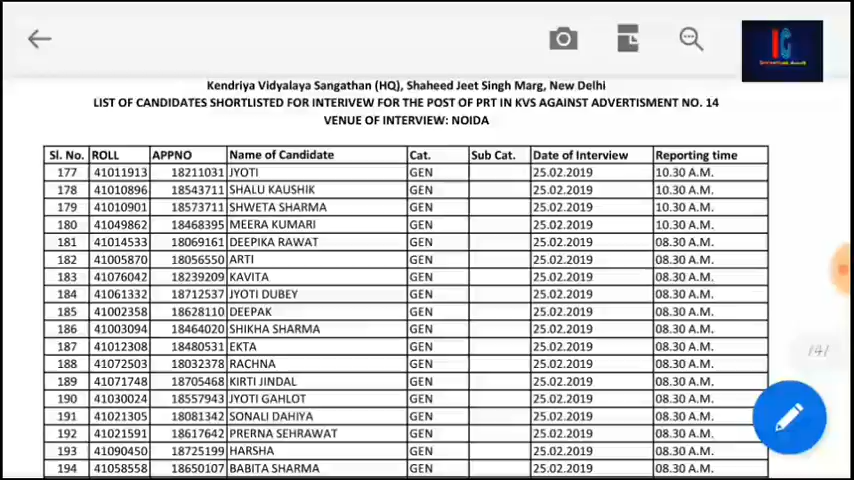 Kendriya Vidyalaya Sangathan (HQ), Shaheed Jeet Singh Marg, New Delhi
LIST OF CANDIDATES SHORTLISTED FOR INTERIVEW FOR THE POST OF PRT IN KVS AGAINST ADVERTISMENT NO. 14
VENUE OF INTERVIEW: NOIDA
Sl. No. ROLL APPNO Name of Candidate Cat. Sub Cat. Date of Interview Reporting time
177 41011913 18211031 JYOTI GEN 25.02.2019 10.30 A.M.
178 41010896 18543711 SHALU KAUSHIK GEN 25.02.2019 10.30 A.M.
179 41010901 18573711 SHWETA SHARMA GEN 25.02.2019 10.30 A.M.
180 41049862 18468395 MEERA KUMARI GEN 25.02.2019 10.30 A.M.
181 41014533 18069161 DEEPIKA RAWAT GEN 25.02.2019 08.30 A.M.
182 41005870 18056550 ARTI GEN 25.02.2019 08.30 A.M.
183 41076042 18239209 KAVITA GEN 25.02.2019 08.30 A.M.
184 41061332 18712537 JYOTI DUBEY GEN 25.02.2019 08.30 A.M.
185 41002358 18628110 DEEPAK GEN 25.02.2019 08.30 A.M.
186 41003094 18464020 SHIKHA SHARMA GEN 25.02.2019 08.30 A.M.
187 41012308 18480531 EKTA GEN 25.02.2019 08.30 A.M.
188 41072503 18032378 RACHNA GEN 25.02.2019 08.30 A.M.
189 41071748 18705468 KIRTI JINDAL GEN 25.02.2019 08.30 A.M.
190 41030024 18557943 JYOTI GAHLOT GEN 25.02.2019 08.30 A.M.
191 41021305 18081342 SONALI DAHIYA GEN 25.02.2019 08.30 A.M.
192 41021591 18617642 PRERNA SEHRAWAT GEN 25.02.2019 08.30 A.M.
193 41090450 18725199 HARSHA GEN 25.02.2019 08.30 A.M.
194 41058558 18650107 BABITA SHARMA GEN 25.02.2019 08.30 A.M.